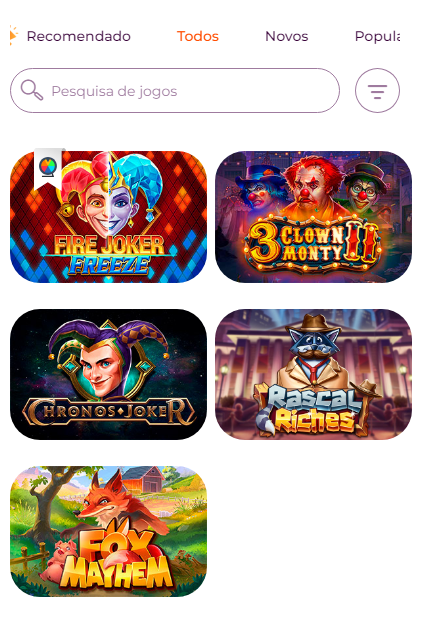 Recomendado Todos Novos Popula
Pesquisa de jogos
FIRE JOKER
FREEZE
3 CLOWN
MONTY II
CHRONOS JOKER
RASCAL
RICHES
FOX
MAYHEM